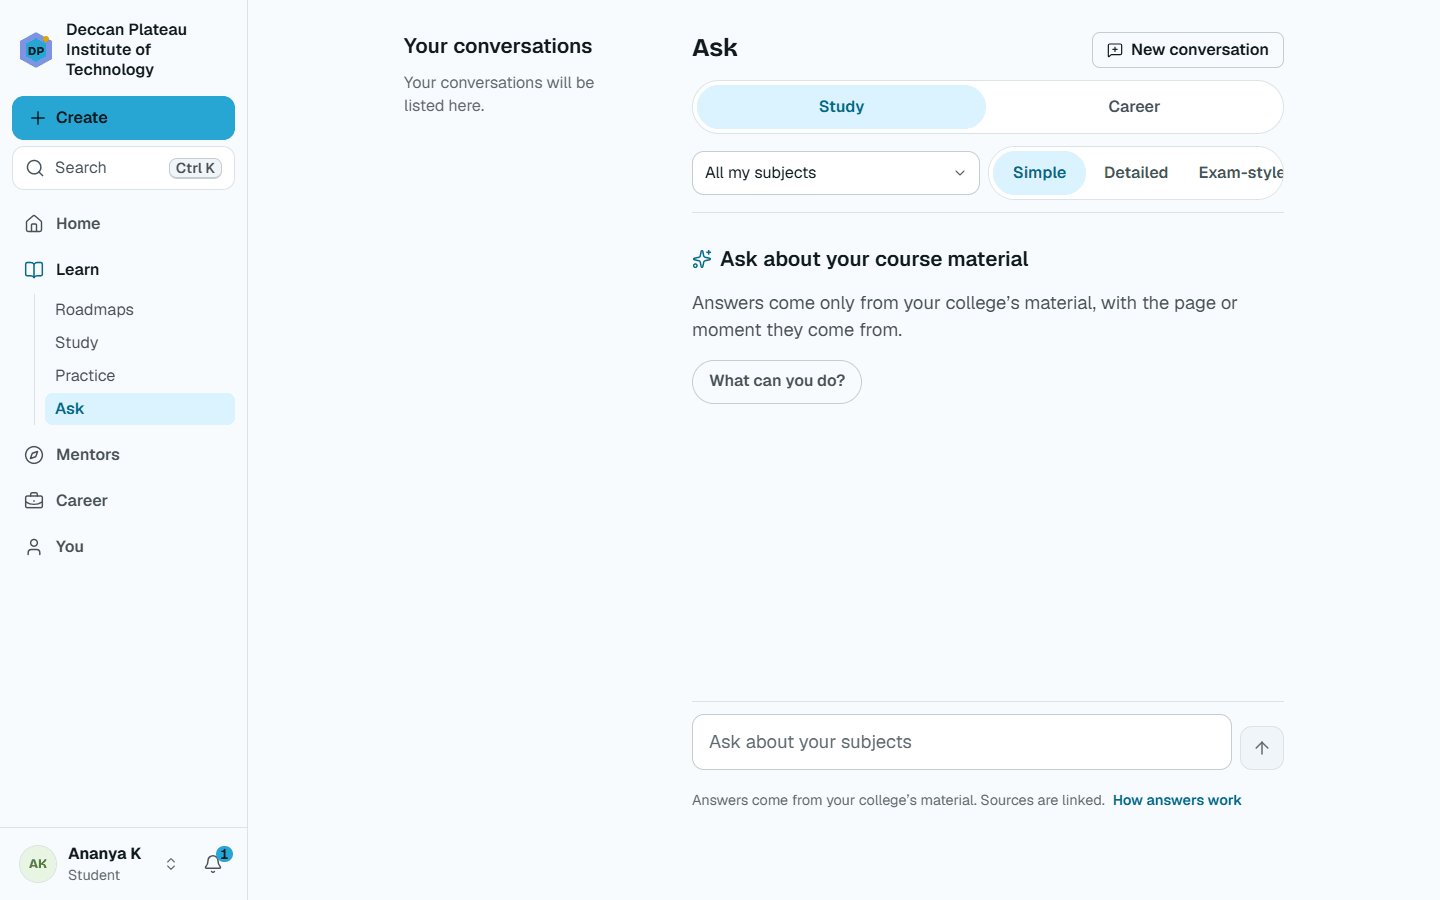 DP
Deccan Plateau
Institute of
Technology
Create
Search
Ctrl K
Home
Learn
Roadmaps
Study
Practice
Ask
Mentors
Career
You
AK
Ananya K
Student
1
Your conversations
Your conversations will be
listed here.
Ask
New conversation
Study
Career
All my subjects
Simple
Detailed
Exam-style
Ask about your course material
Answers come only from your college’s material, with the page or
moment they come from.
What can you do?
Ask about your subjects
Answers come from your college’s material. Sources are linked. How answers work